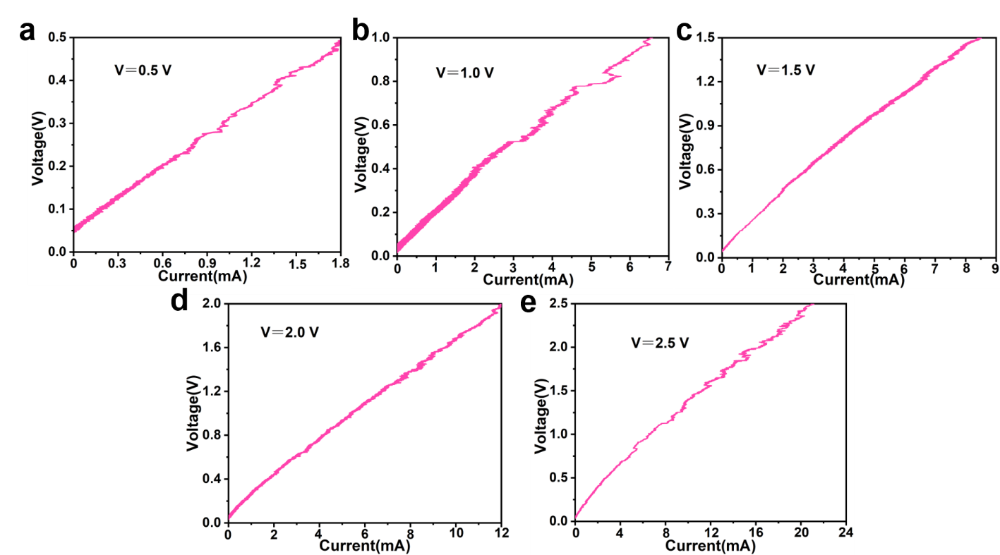 a
V=0.5 V
Voltage(V)
0.5
0.4
0.3
0.2
0.1
0.0
0 0.3 0.6 0.9 1.2 1.5 1.8
Current(mA)
b
V=1.0 V
Voltage(V)
1.0
0.8
0.6
0.4
0.2
0.0
0 1 2 3 4 5 6 7
Current(mA)
c
V=1.5 V
Voltage(V)
1.5
1.2
0.9
0.6
0.3
0.0
0 1 2 3 4 5 6 7 8 9
Current(mA)
d
V=2.0 V
Voltage(V)
2.0
1.6
1.2
0.8
0.4
0.0
0 2 4 6 8 10 12
Current(mA)
e
V=2.5 V
Voltage(V)
2.5
2.0
1.5
1.0
0.5
0.0
0 4 8 12 16 20 24
Current(mA)